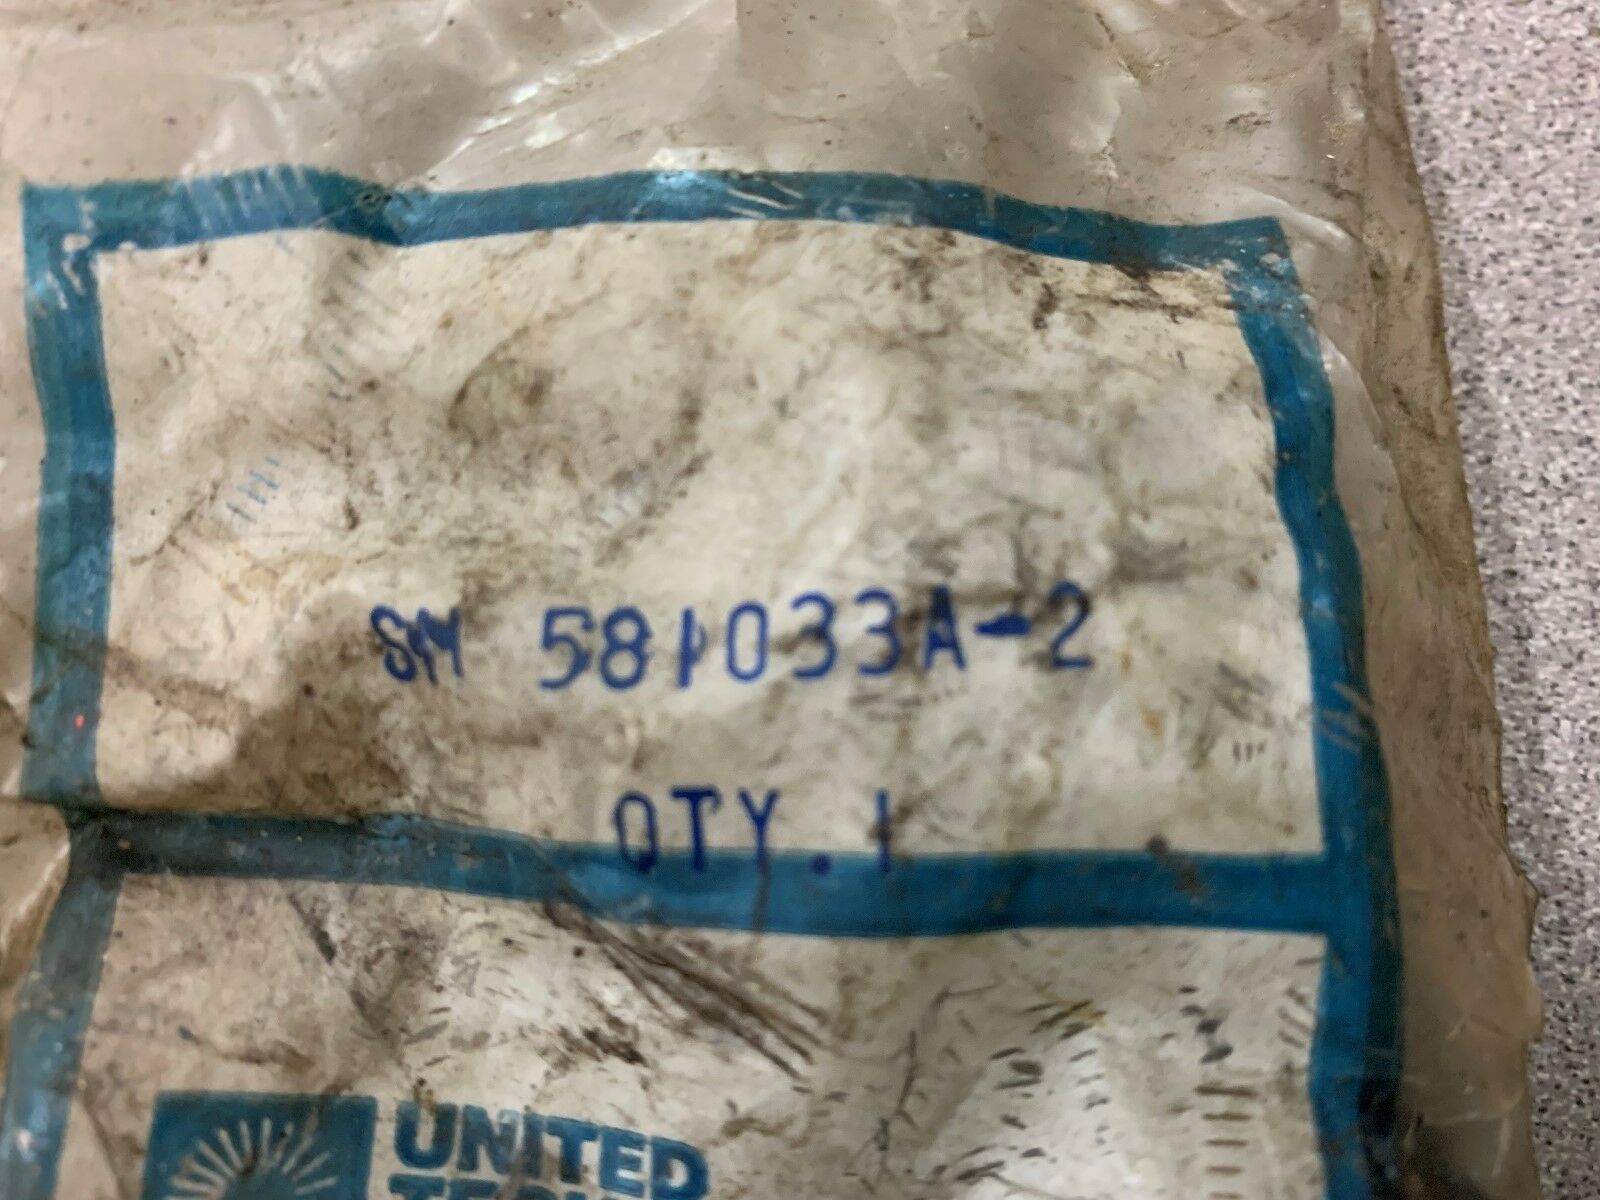 SM 581033A-2
QTY. 1
UNITED